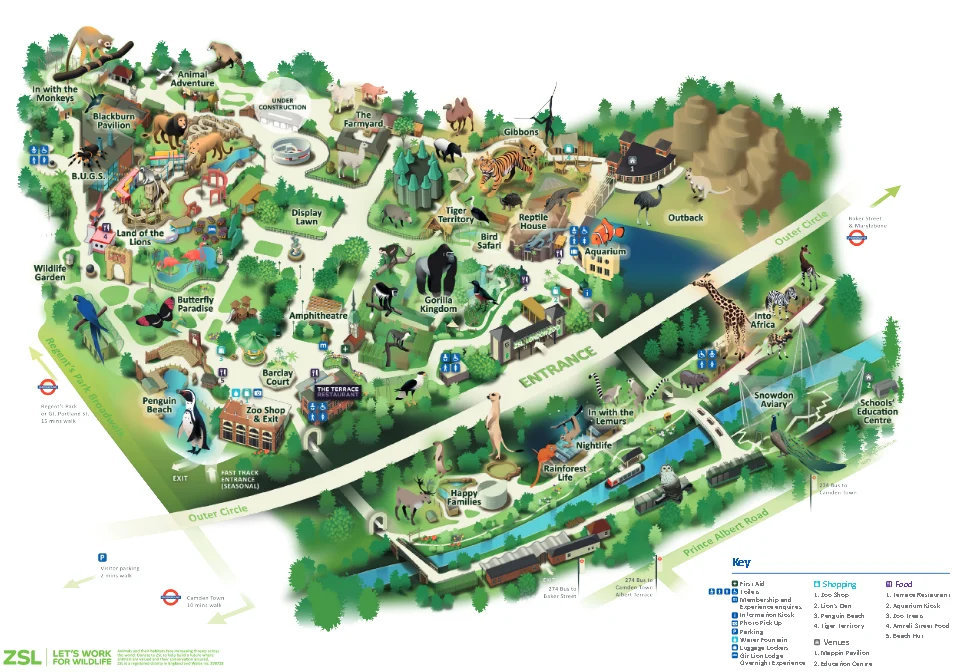 In with the
Monkeys
Animal
Adventure
UNDER
CONSTRUCTION
The
Farmyard
Blackburn
Pavilion
B.U.G.S.
Gibbons
1
Outback
Land of the
Lions
4
Display
Lawn
Tiger
Territory
Bird
Safari
Reptile
House
Aquarium
2
3
Outer Circle
Baker Street
& Marylebone
Wildlife
Garden
Butterfly
Paradise
Amphitheatre
Gorilla
Kingdom
Into
Africa
ENTRANCE
Regent's Park Broadwalk
Regent's Park
or Gt. Portland St.
15 mins walk
Penguin
Beach
5
Barclay
Court
THE TERRACE
RESTAURANT
Zoo Shop
& Exit
In with the
Lemurs
Nightlife
Rainforest
Life
Happy
Families
Snowdon
Aviary
2
Schools'
Education
Centre
EXIT
FAST TRACK
ENTRANCE
(SEASONAL)
Outer Circle
274 Bus to
Camden Town
Prince Albert Road
P
Visitor parking
2 mins walk
Camden Town
10 mins walk
274 Bus to
Baker Street
274 Bus to
Camden Town
Albert Terrace
Key
First Aid
Toilets
Membership and
Experience enquires
Information Kiosk
Photo Pick Up
Parking
Water Fountain
Luggage Lockers
Gir Lion Lodge
Overnight Experience
Shopping
1. Zoo Shop
2. Lion's Den
3. Penguin Beach
4. Tiger Territory
Venues
1. Mappin Pavilion
2. Education Centre
Food
1. Terrace Restaurant
2. Aquarium Kiosk
3. Zoo Treats
4. Amreli Street Food
5. Beach Hut
ZSL
LET'S WORK
FOR WILDLIFE